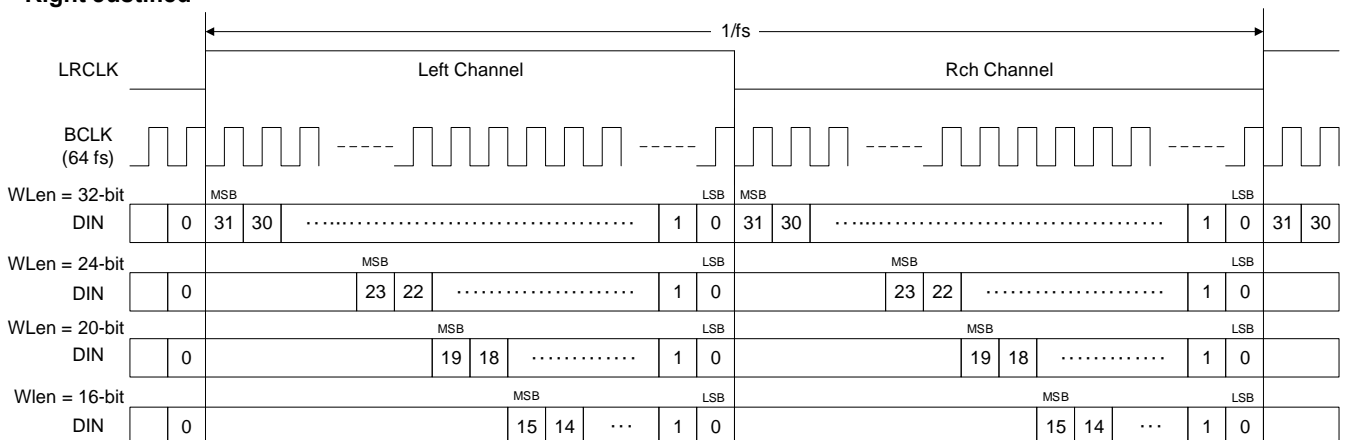 Right Justified
1/fs
LRCLK Left Channel Rch Channel
BCLK
(64 fs)
WLen = 32-bit MSB LSB MSB LSB
DIN 0 31 30 1 0 31 30 1 0 31 30
WLen = 24-bit MSB LSB MSB LSB
DIN 0 23 22 1 0 23 22 1 0
WLen = 20-bit MSB LSB MSB LSB
DIN 0 19 18 1 0 19 18 1 0
Wlen = 16-bit MSB LSB MSB LSB
DIN 0 15 14 ... 1 0 15 14 ... 1 0